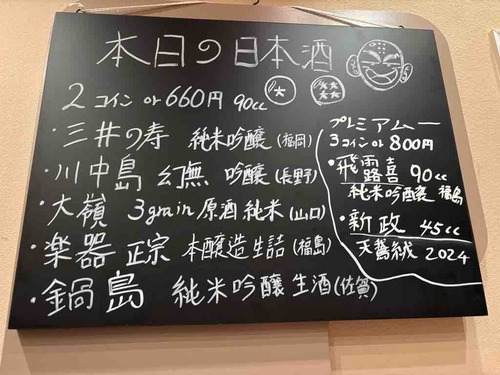 本日の日本酒
2コイン or 660円 90cc
・三井の寿 純米吟醸(福岡)
・川中島 幻無 吟醸(長野)
・大嶺 3grain 原酒 純米(山口)
・楽器正宗 本醸造生詰(福島)
・鍋島 純米吟醸 生酒(佐賀)
プレミアムー
3コイン or 800円
・飛露喜 90cc
純米吟醸 福島
・新政 45cc
天鵞絨 2024